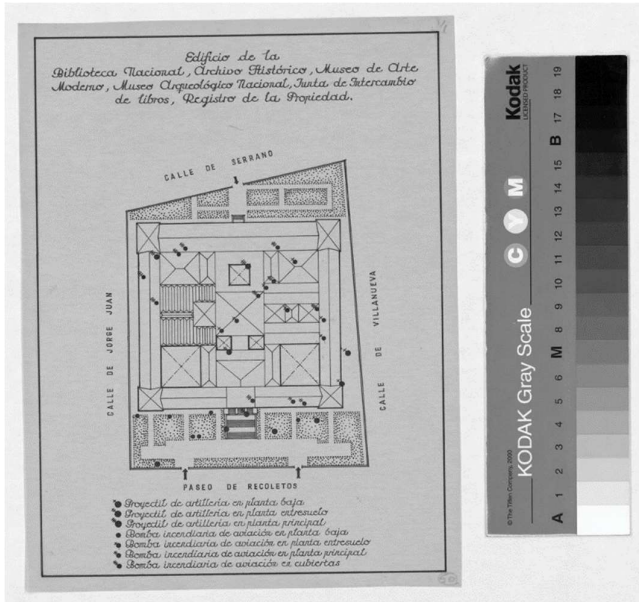 Edificio de la
Biblioteca Nacional, Archivo Histórico, Museo de Arte
Moderno, Museo Arqueológico Nacional, Junta de Intercambio
de libros, Registro de la Propiedad.
CALLE DE SERRANO
CALLE DE JORGE JUAN
CALLE DE VILLANUEVA
PASEO DE RECOLETOS
Proyectil de artillería en planta baja
Proyectil de artillería en planta entresuelo
Proyectil de artillería en planta principal
Bomba incendiaria de aviación en planta baja
Bomba incendiaria de aviación en planta entresuelo
Bomba incendiaria de aviación en planta principal
Bomba incendiaria de aviación en cubiertas
Kodak
LICENSED PRODUCT
C Y M
KODAK Gray Scale
© The Tiffen Company, 2000
A 1 2 3 4 5 6 M 8 9 10 11 12 13 14 15 B 17 18 19